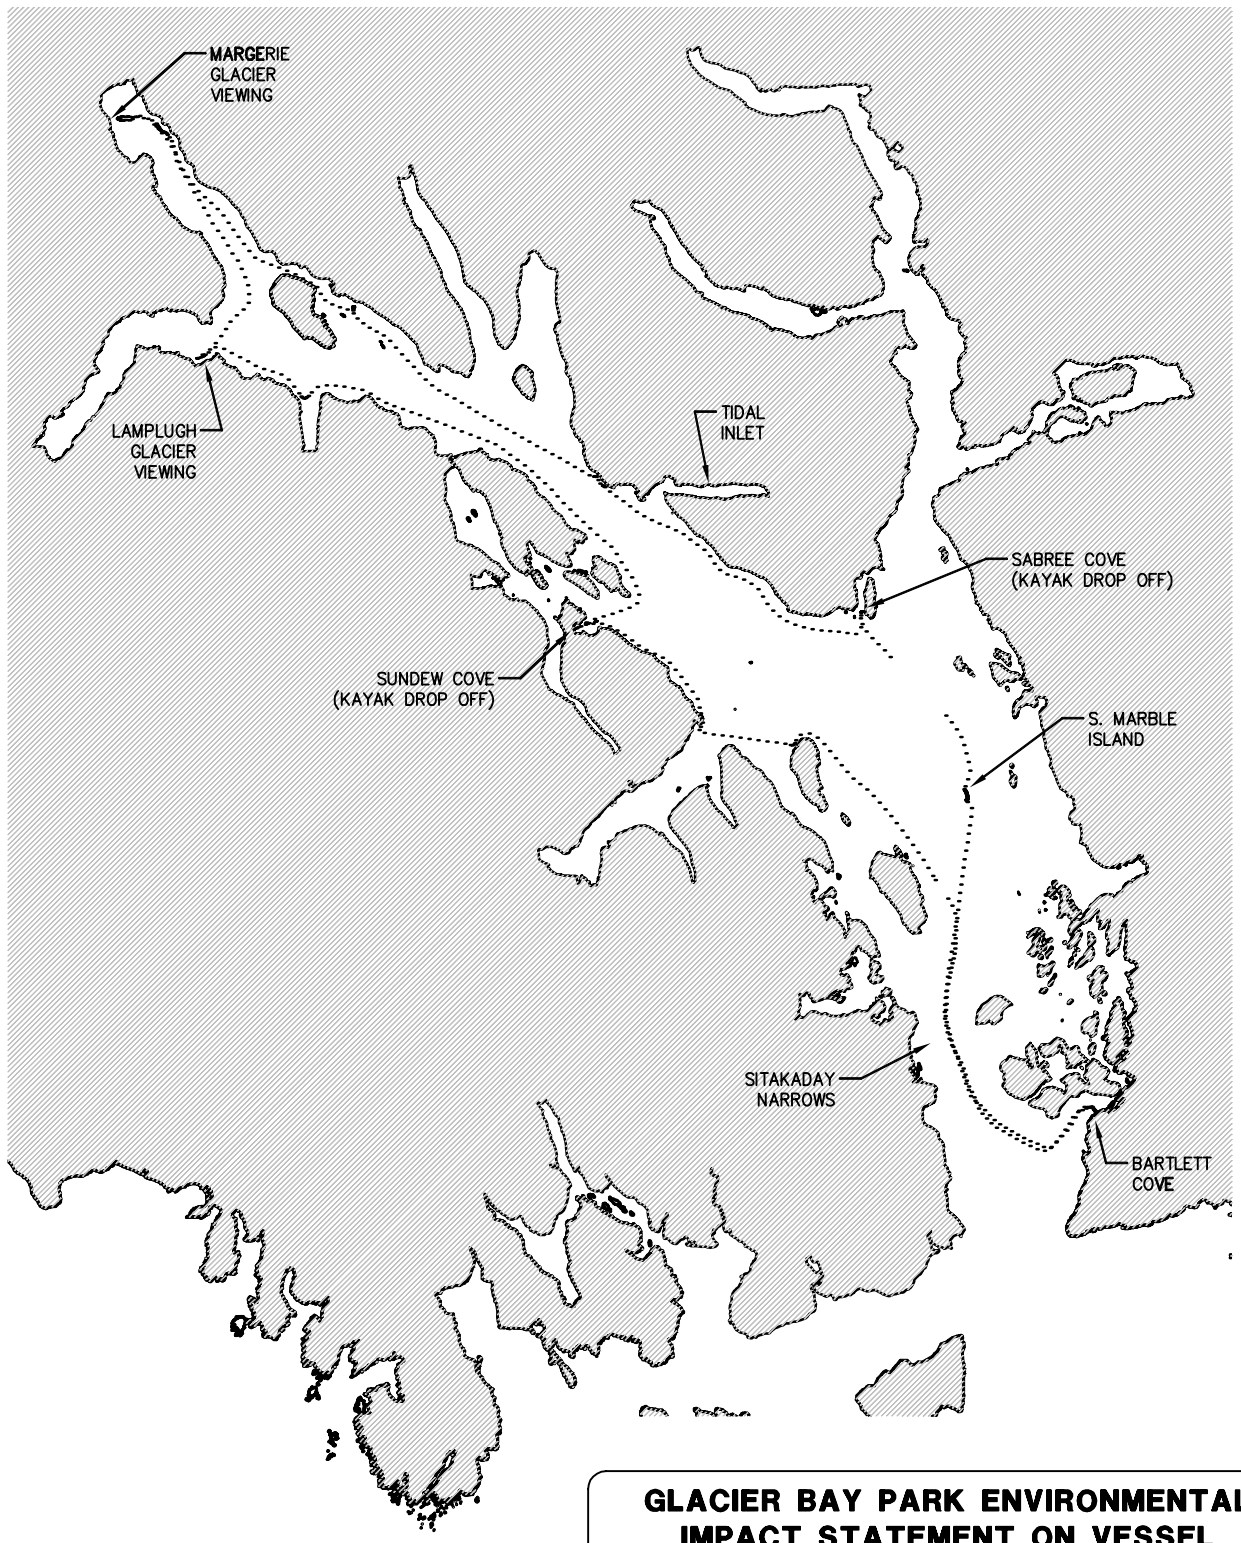 MARGERIE
GLACIER
VIEWING
LAMPLUGH
GLACIER
VIEWING
TIDAL
INLET
SABREE COVE
(KAYAK DROP OFF)
SUNDEW COVE
(KAYAK DROP OFF)
S. MARBLE
ISLAND
SITAKADAY
NARROWS
BARTLETT
COVE
GLACIER BAY PARK ENVIRONMENTAL
IMPACT STATEMENT ON VESSEL